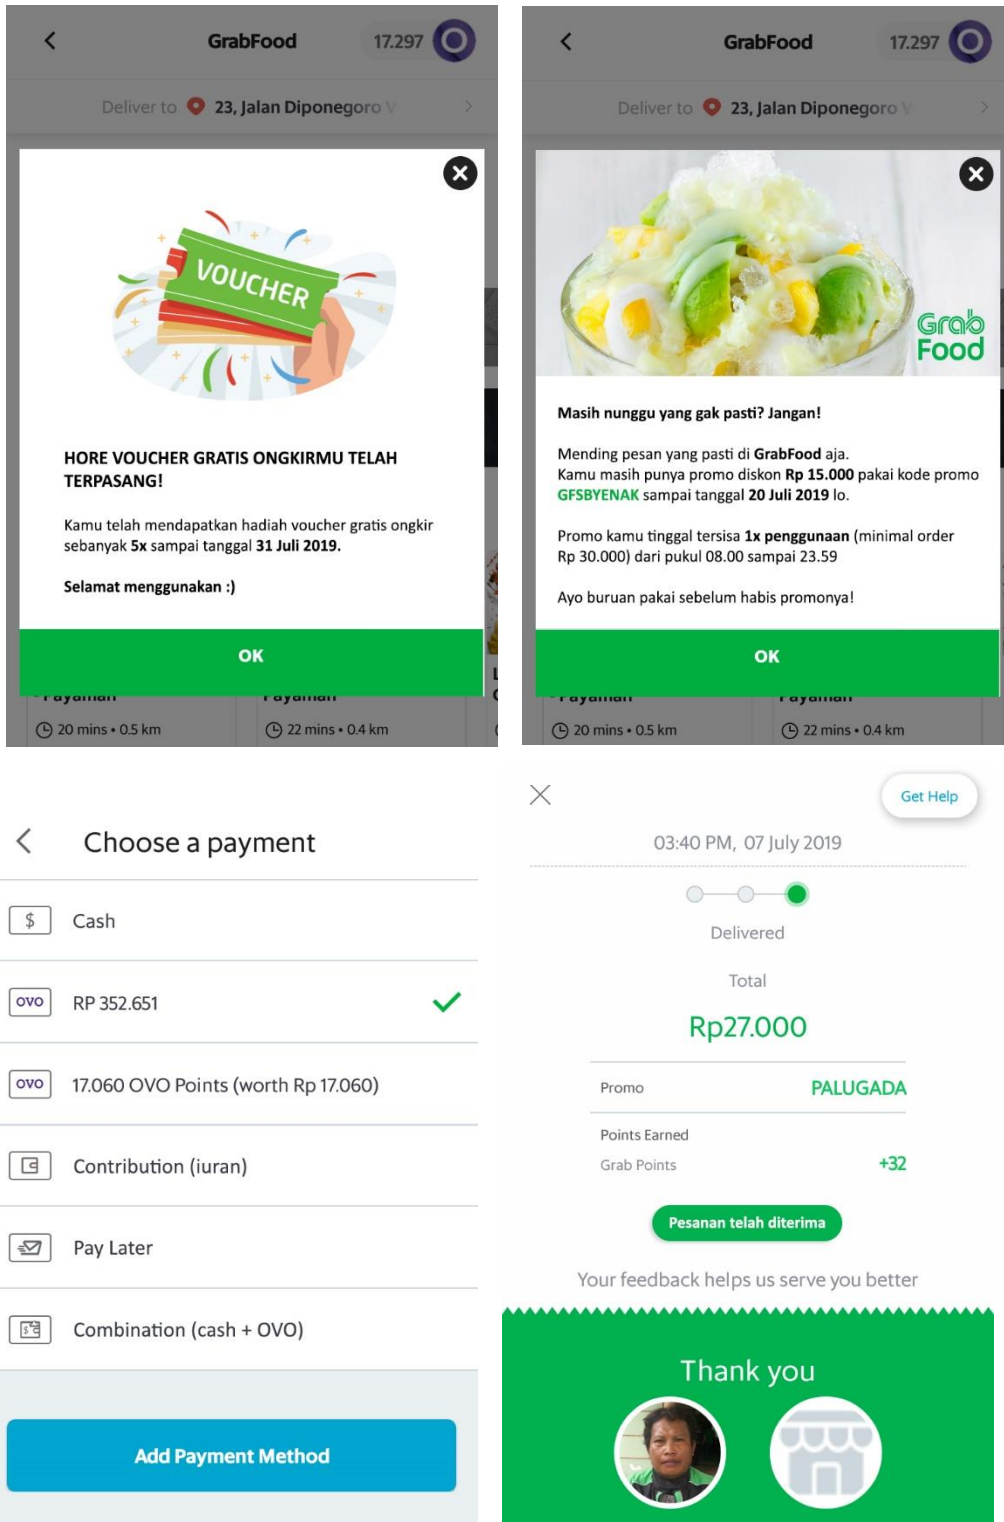 GrabFood
17.297
Deliver to 23, Jalan Diponegoro V
VOUCHER
HORE VOUCHER GRATIS ONGKIRMU TELAH
TERPASANG!
Kamu telah mendapatkan hadiah voucher gratis ongkir
sebanyak 5x sampai tanggal 31 Juli 2019.
Selamat menggunakan :)
OK
Payaman
Payaman
20 mins • 0.5 km
22 mins • 0.4 km
GrabFood
17.297
Deliver to 23, Jalan Diponegoro V
Grab
Food
Masih nunggu yang gak pasti? Jangan!
Mending pesan yang pasti di GrabFood aja.
Kamu masih punya promo diskon Rp 15.000 pakai kode promo
GFSBYENAK sampai tanggal 20 Juli 2019 lo.
Promo kamu tinggal tersisa 1x penggunaan (minimal order
Rp 30.000) dari pukul 08.00 sampai 23.59
Ayo buruan pakai sebelum habis promonya!
OK
Payaman
Payaman
20 mins • 0.5 km
22 mins • 0.4 km
Choose a payment
$ Cash
OVO RP 352.651
OVO 17.060 OVO Points (worth Rp 17.060)
Contribution (iuran)
Pay Later
Combination (cash + OVO)
Add Payment Method
Get Help
03:40 PM, 07 July 2019
Delivered
Total
Rp27.000
Promo PALUGADA
Points Earned
Grab Points +32
Pesanan telah diterima
Your feedback helps us serve you better
Thank you